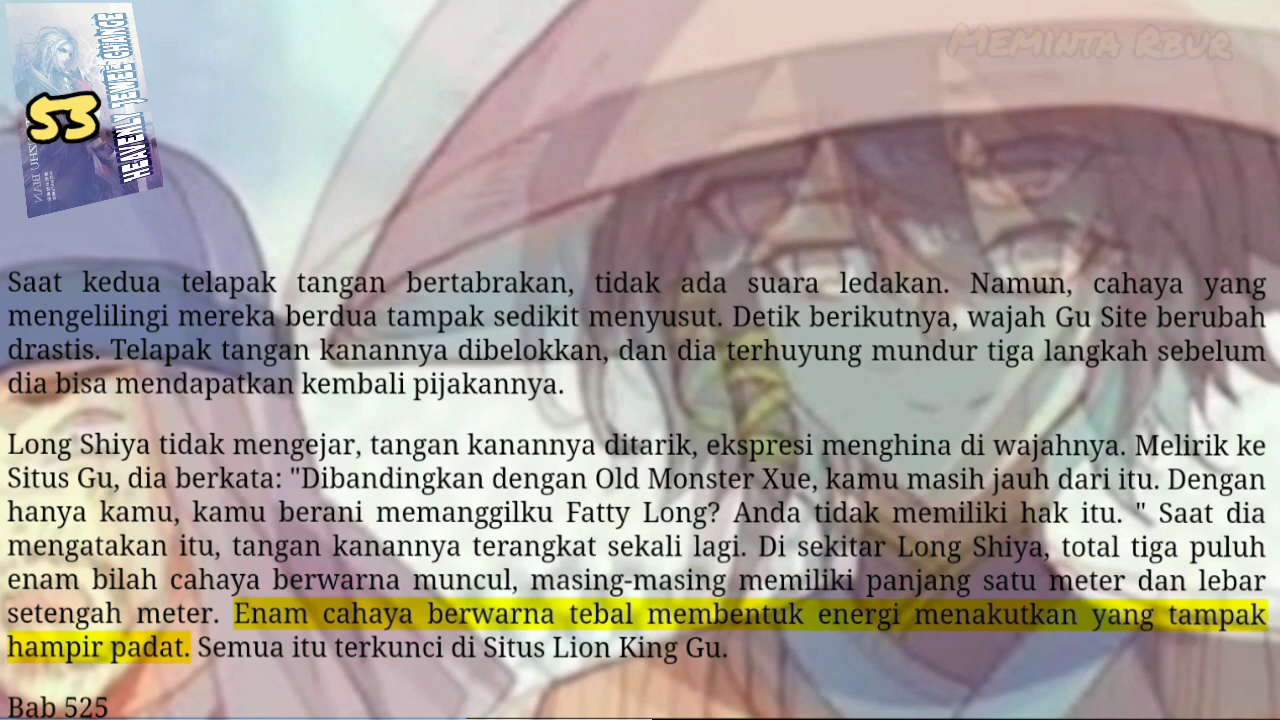 Meminta Rbur
HEAVENLY JEWEL CHANGE
53
Saat kedua telapak tangan bertabrakan, tidak ada suara ledakan. Namun, cahaya yang
mengelilingi mereka berdua tampak sedikit menyusut. Detik berikutnya, wajah Gu Site berubah
drastis. Telapak tangan kanannya dibelokkan, dan dia terhuyung mundur tiga langkah sebelum
dia bisa mendapatkan kembali pijakannya.
Long Shiya tidak mengejar, tangan kanannya ditarik, ekspresi menghina di wajahnya. Melirik ke
Situs Gu, dia berkata: "Dibandingkan dengan Old Monster Xue, kamu masih jauh dari itu. Dengan
hanya kamu, kamu berani memanggilku Fatty Long? Anda tidak memiliki hak itu. " Saat dia
mengatakan itu, tangan kanannya terangkat sekali lagi. Di sekitar Long Shiya, total tiga puluh
enam bilah cahaya berwarna muncul, masing-masing memiliki panjang satu meter dan lebar
setengah meter. Enam cahaya berwarna tebal membentuk energi menakutkan yang tampak
hampir padat. Semua itu terkunci di Situs Lion King Gu.
Bab 525